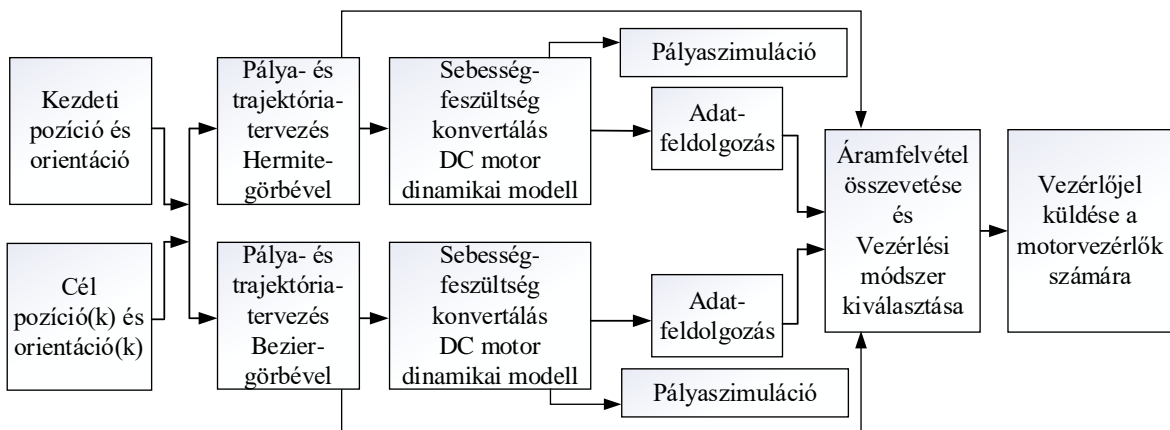 Kezdeti
pozíció és
orientáció
Cél
pozíció(k) és
orientáció(k)
Pálya- és
trajektória-
tervezés
Hermite-
görbével
Pálya- és
trajektória-
tervezés
Bezier-
görbével
Sebesség-
feszültség
konvertálás
DC motor
dinamikai modell
Sebesség-
feszültség
konvertálás
DC motor
dinamikai modell
Pályaszimuláció
Adat-
feldolgozás
Adat-
feldolgozás
Pályaszimuláció
Áramfelvétel
összevetése
és
Vezérlési
módszer
kiválasztása
Vezérlőjel
küldése a
motorvezérlők
számára